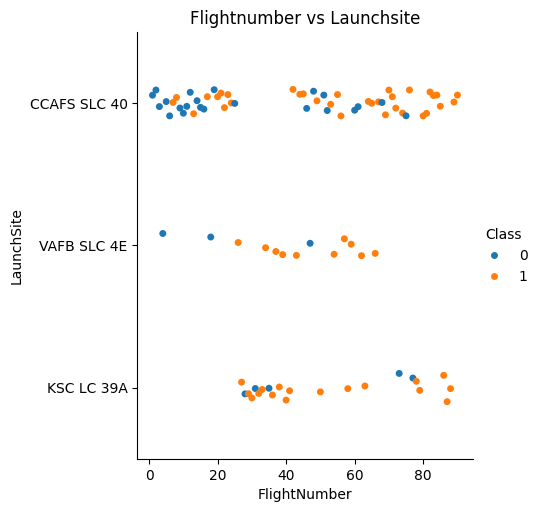 Flightnumber vs Launchsite
CCAFS SLC 40
VAFB SLC 4E
KSC LC 39A
LaunchSite
0 20 40 60 80
FlightNumber
Class
0
1